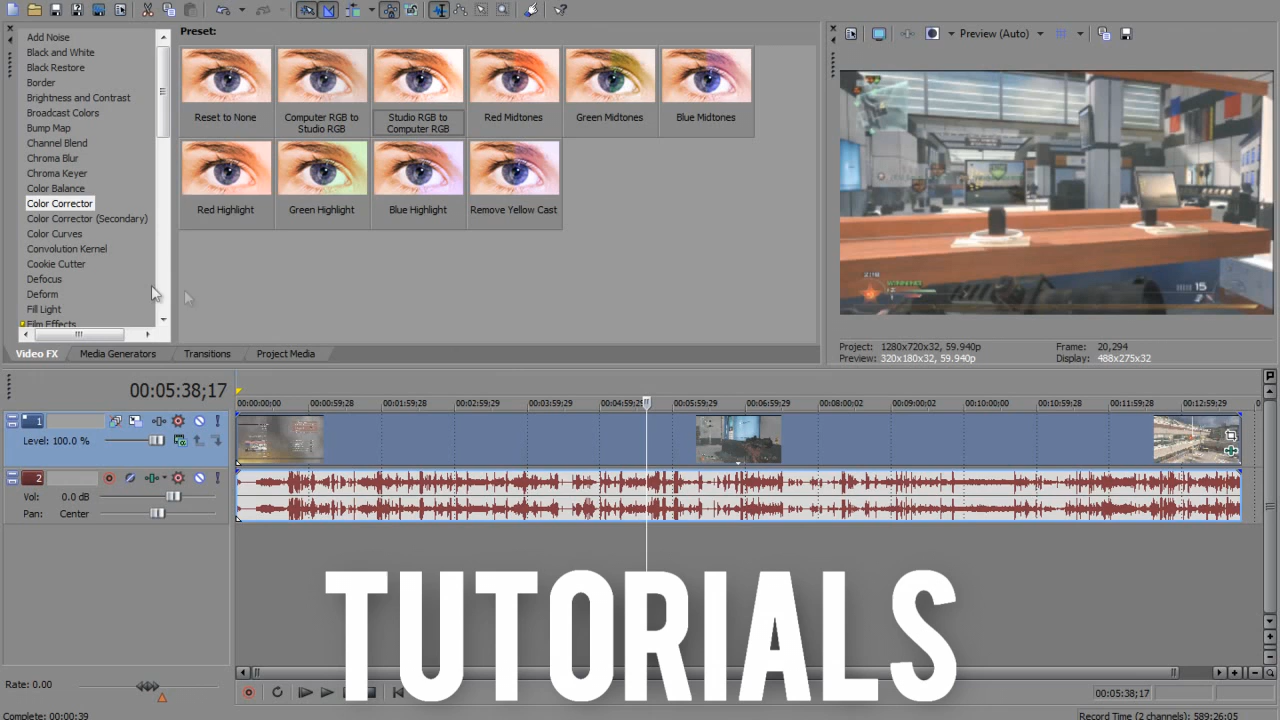 Preset:
Add Noise
Black and White
Black Restore
Border
Brightness and Contrast
Broadcast Colors
Bump Map
Channel Blend
Chroma Blur
Chroma Keyer
Color Balance
Color Corrector
Color Corrector (Secondary)
Color Curves
Convolution Kernel
Cookie Cutter
Defocus
Deform
Fill Light
Film Effects
Reset to None
Computer RGB to
Studio RGB
Studio RGB to
Computer RGB
Red Midtones
Green Midtones
Blue Midtones
Red Highlight
Green Highlight
Blue Highlight
Remove Yellow Cast
Video FX
Media Generators
Transitions
Project Media
Preview (Auto)
WINNING
15
Project: 1280x720x32, 59.940p
Frame: 20,294
Preview: 320x180x32, 59.940p
Display: 488x275x32
00:05:38;17
00:00:00;00
00:00:59;28
00:01:59;28
00:02:59;29
00:03:59;29
00:04:59;29
00:05:59;29
00:06:59;29
00:08:00;02
00:09:00;02
00:10:00;00
00:10:59;28
00:11:59;28
00:12:59;29
1
Level: 100.0 %
2
Vol: 0.0 dB
Pan: Center
TUTORIALS
Rate: 0.00
00:05:38;17
Complete: 00:00:39
Record Time (2 channels): 589:26:05